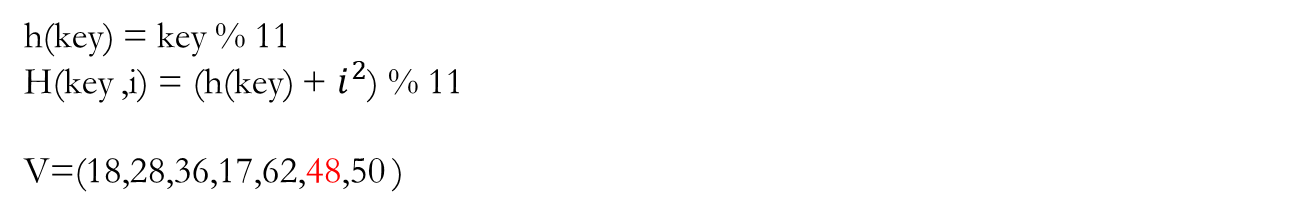 h(key) = key % 11
H(key ,i) = (h(key) + i²) % 11
V=(18,28,36,17,62,48,50 )